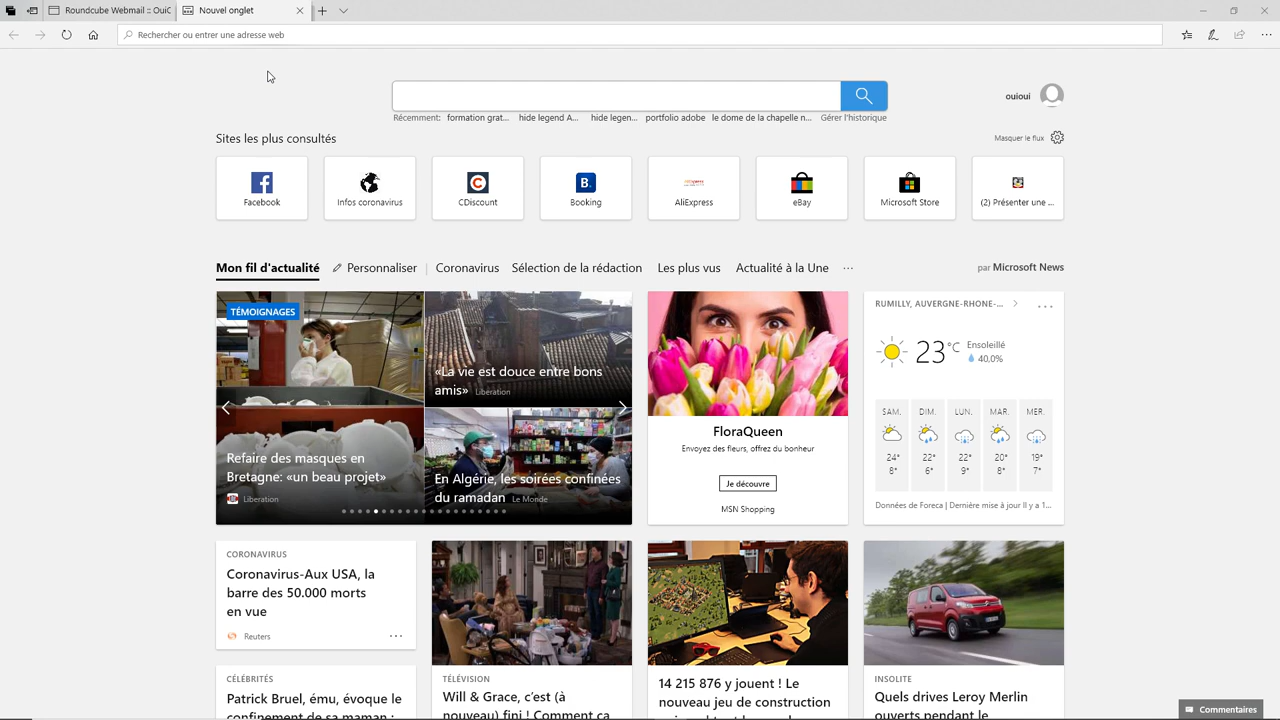 Roundcube Webmail :: OuiC
Nouvel onglet
Rechercher ou entrer une adresse web
ouioui
Récemment: formation grat... hide legend A... hide legen... portfolio adobe le dome de la chapelle n... Gérer l'historique
Sites les plus consultés
Masquer le flux
Facebook
Infos coronavirus
CDiscount
Booking
AliExpress
eBay
Microsoft Store
(2) Présenter une ...
Mon fil d'actualité Personnaliser Coronavirus Sélection de la rédaction Les plus vus Actualité à la Une ...
par Microsoft News
TÉMOIGNAGES
Refaire des masques en
Bretagne: «un beau projet»
Liberation
«La vie est douce entre bons
amis» Liberation
En Algérie, les soirées confinées
du ramadan Le Monde
FloraQueen
Envoyez des fleurs, offrez du bonheur
Je découvre
MSN Shopping
RUMILLY, AUVERGNE-RHONE-...
23°C
Ensoleillé
40,0%
SAM. DIM. LUN. MAR. MER.
24° 22° 22° 20° 19°
8° 6° 9° 8° 7°
Données de Foreca | Dernière mise à jour Il y a 1...
CORONAVIRUS
Coronavirus-Aux USA, la
barre des 50.000 morts
en vue
Reuters
CÉLÉBRITÉS
Patrick Bruel, ému, évoque le
confinement de sa maman :
TÉLÉVISION
Will & Grace, c'est (à
nouveau) fini ! Comment ça
14 215 876 y jouent ! Le
nouveau jeu de construction
INSOLITE
Quels drives Leroy Merlin
ouverts pendant le
Commentaires